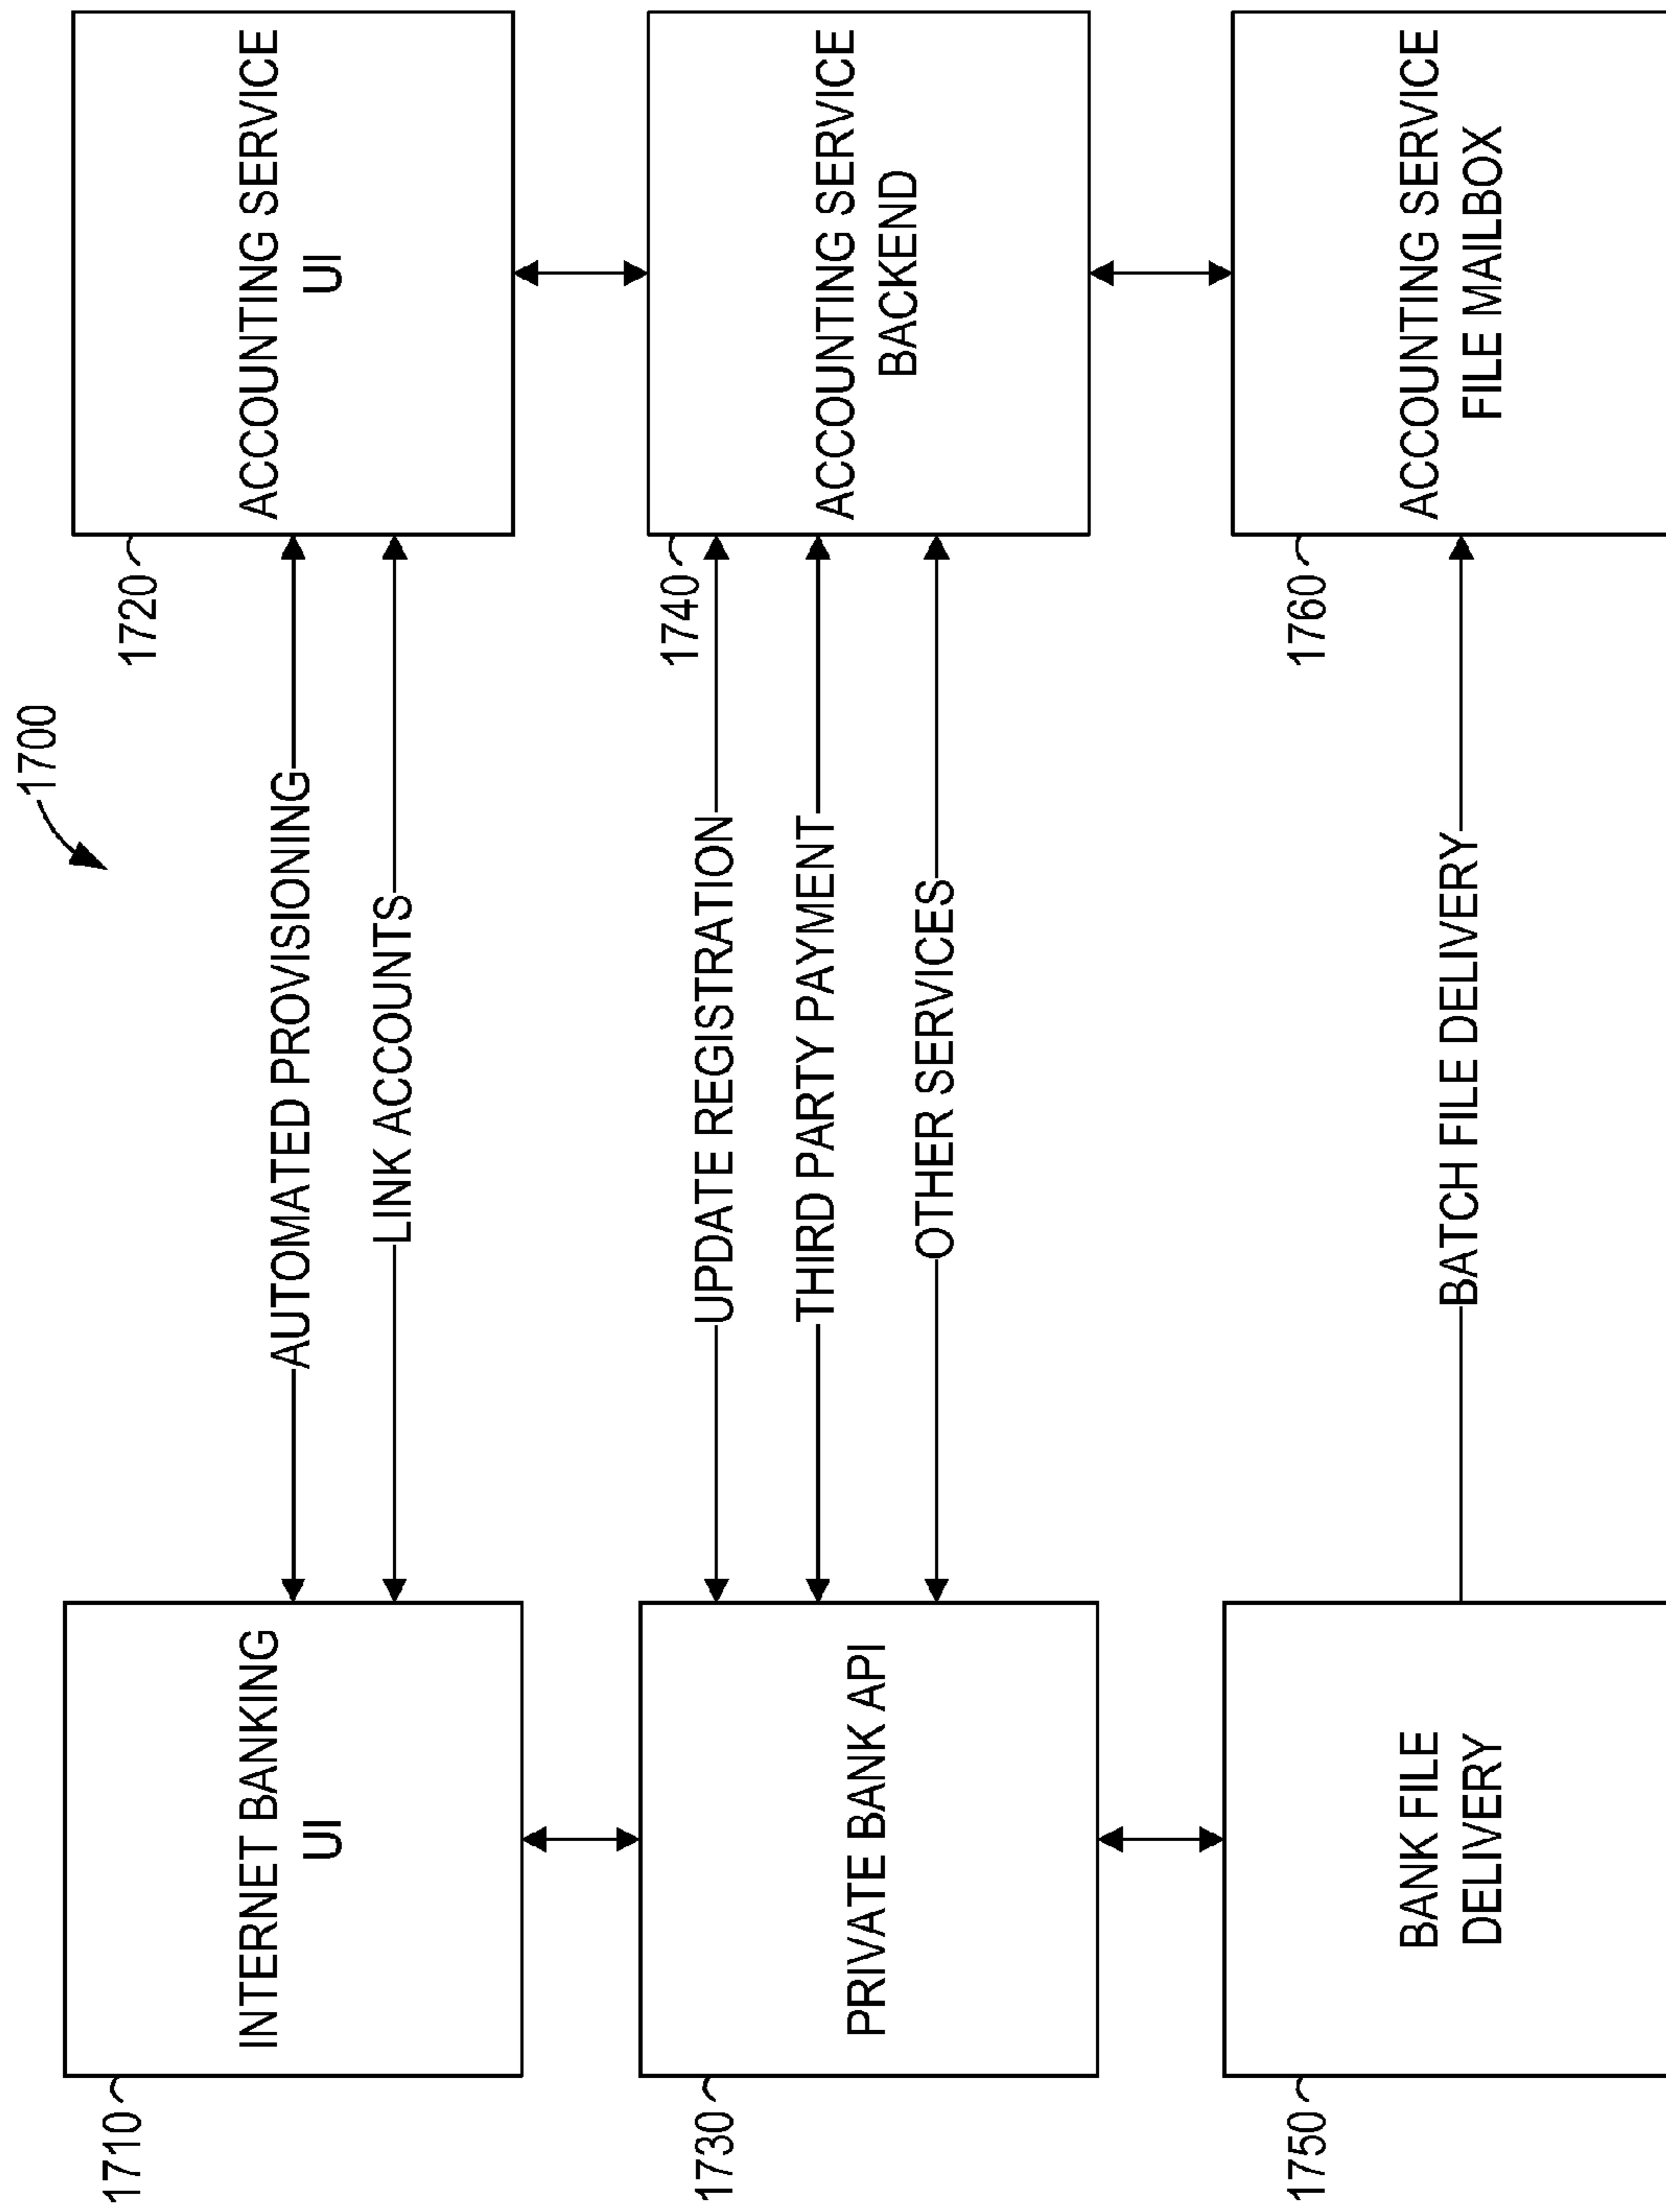 1700
INTERNET BANKING
UI
1710
AUTOMATED PROVISIONING
LINK ACCOUNTS
ACCOUNTING SERVICE
UI
1720
PRIVATE BANK API
1730
UPDATE REGISTRATION
THIRD PARTY PAYMENT
OTHER SERVICES
ACCOUNTING SERVICE
BACKEND
1740
BANK FILE
DELIVERY
1750
BATCH FILE DELIVERY
ACCOUNTING SERVICE
FILE MAILBOX
1760